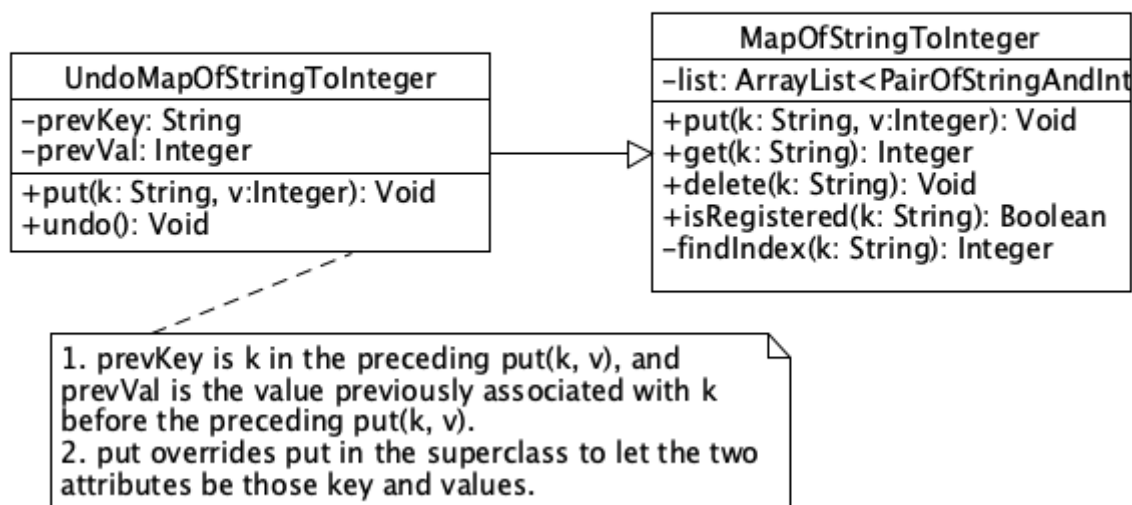 UndoMapOfStringToInteger
-prevKey: String
-prevVal: Integer
+put(k: String, v:Integer): Void
+undo(): Void
MapOfStringToInteger
-list: ArrayList<PairOfStringAndInt
+put(k: String, v:Integer): Void
+get(k: String): Integer
+delete(k: String): Void
+isRegistered(k: String): Boolean
-findIndex(k: String): Integer
1. prevKey is k in the preceding put(k, v), and
prevVal is the value previously associated with k
before the preceding put(k, v).
2. put overrides put in the superclass to let the two
attributes be those key and values.